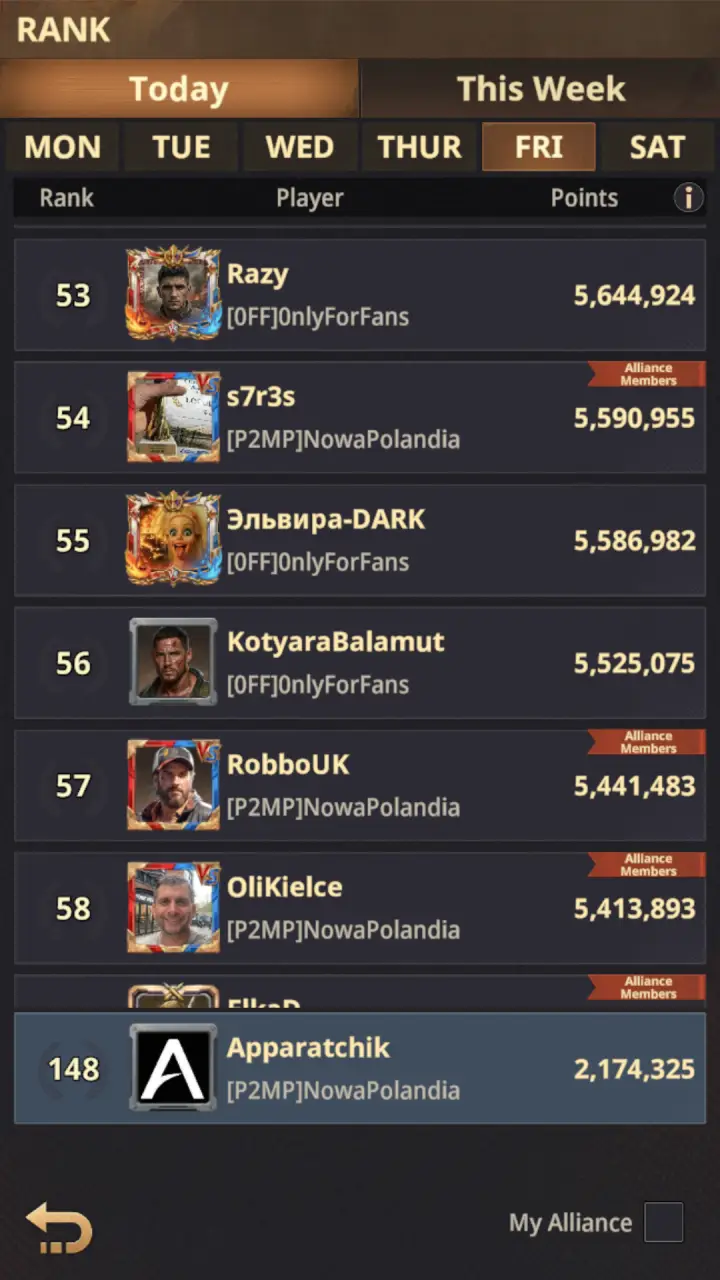 RANK
Today
This Week
MON TUE WED THUR FRI SAT
Rank Player Points i
53
Razy
[0FF]0nlyForFans
5,644,924
54
s7r3s
[P2MP]NowaPolandia
Alliance
Members
5,590,955
55
Эльвира-DARK
[0FF]0nlyForFans
5,586,982
56
KotyaraBalamut
[0FF]0nlyForFans
5,525,075
57
RobboUK
[P2MP]NowaPolandia
Alliance
Members
5,441,483
58
OliKielce
[P2MP]NowaPolandia
Alliance
Members
5,413,893
Alliance
Members
148
Apparatchik
[P2MP]NowaPolandia
2,174,325
My Alliance